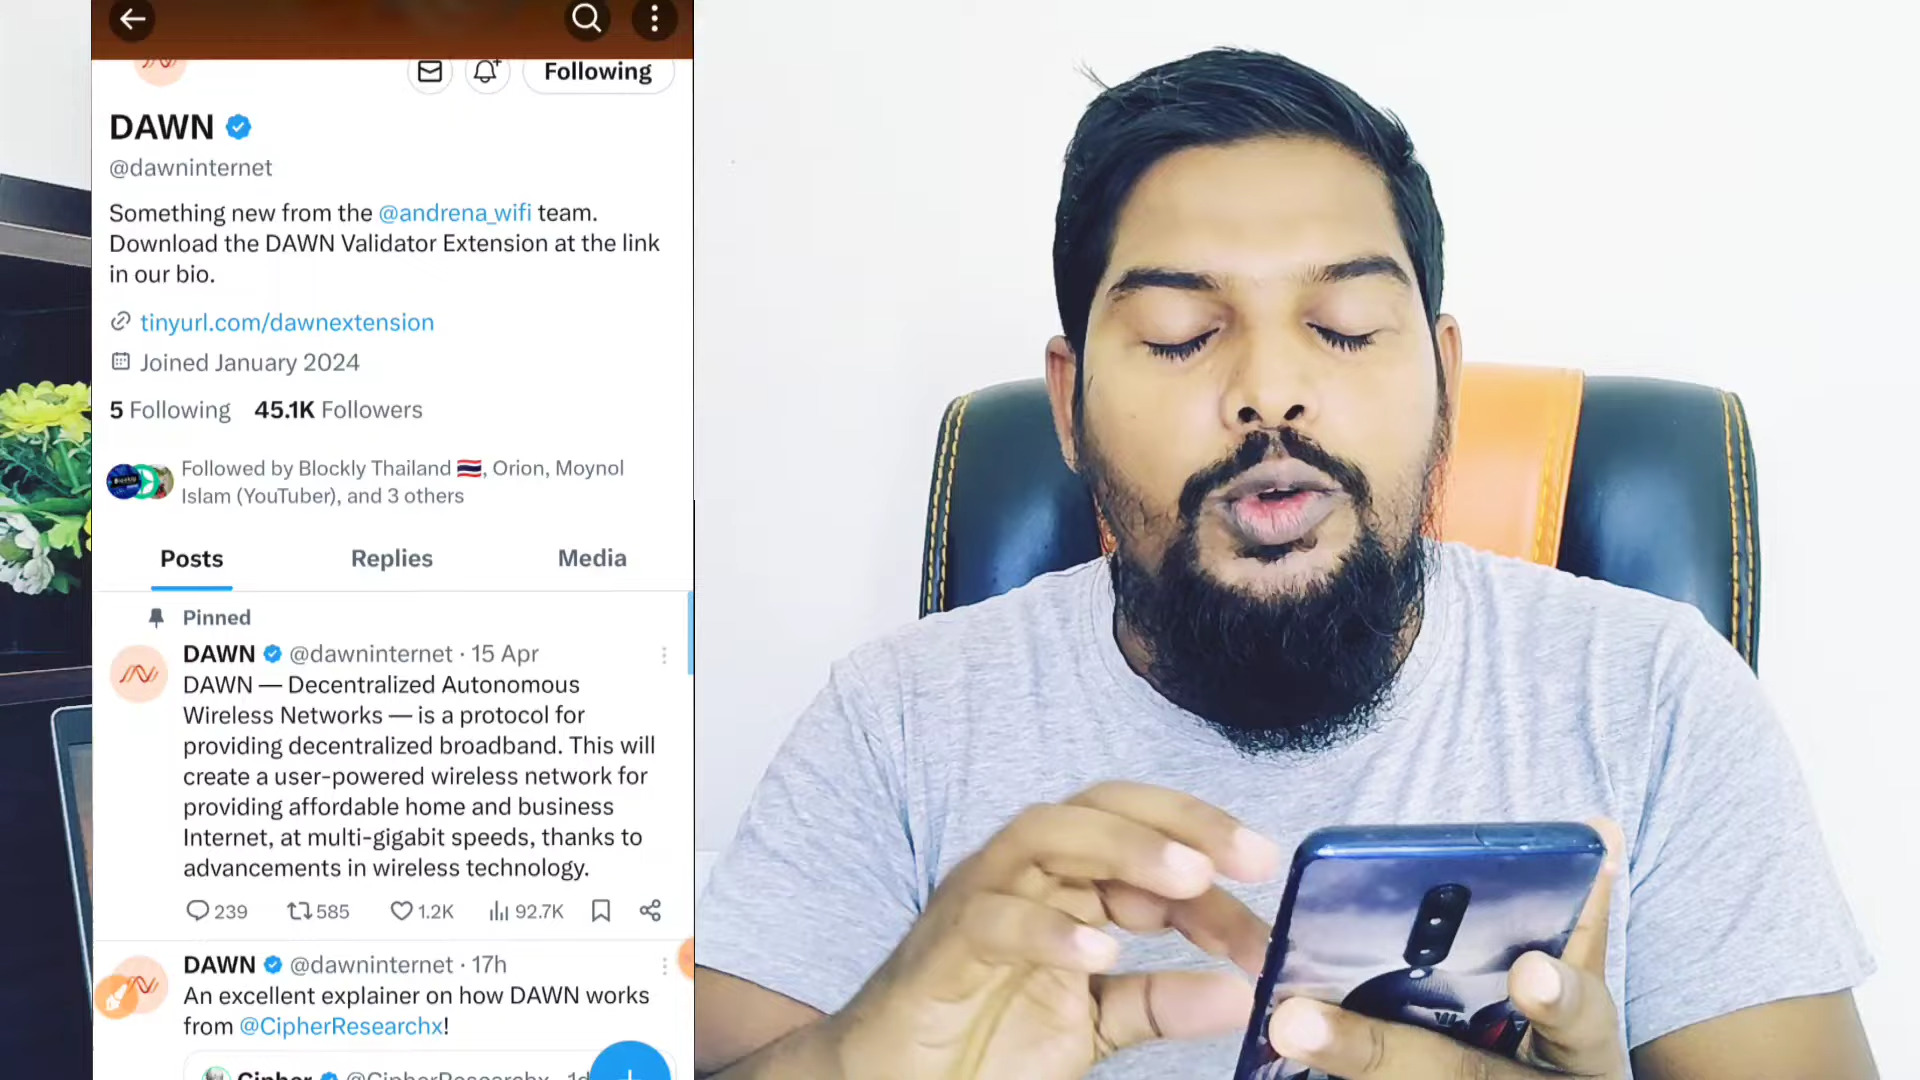 Following
DAWN
@dawninternet
Something new from the @andrena_wifi team.
Download the DAWN Validator Extension at the link
in our bio.
tinyurl.com/dawnextension
Joined January 2024
5 Following 45.1K Followers
Followed by Blockly Thailand 🇹🇭, Orion, Moynol
Islam (YouTuber), and 3 others
Posts Replies Media
Pinned
DAWN @dawninternet · 15 Apr
DAWN — Decentralized Autonomous
Wireless Networks — is a protocol for
providing decentralized broadband. This will
create a user-powered wireless network for
providing affordable home and business
Internet, at multi-gigabit speeds, thanks to
advancements in wireless technology.
239 585 1.2K 92.7K
DAWN @dawninternet · 17h
An excellent explainer on how DAWN works
from @CipherResearchx!
Cipher @CipherResearchx · 1d